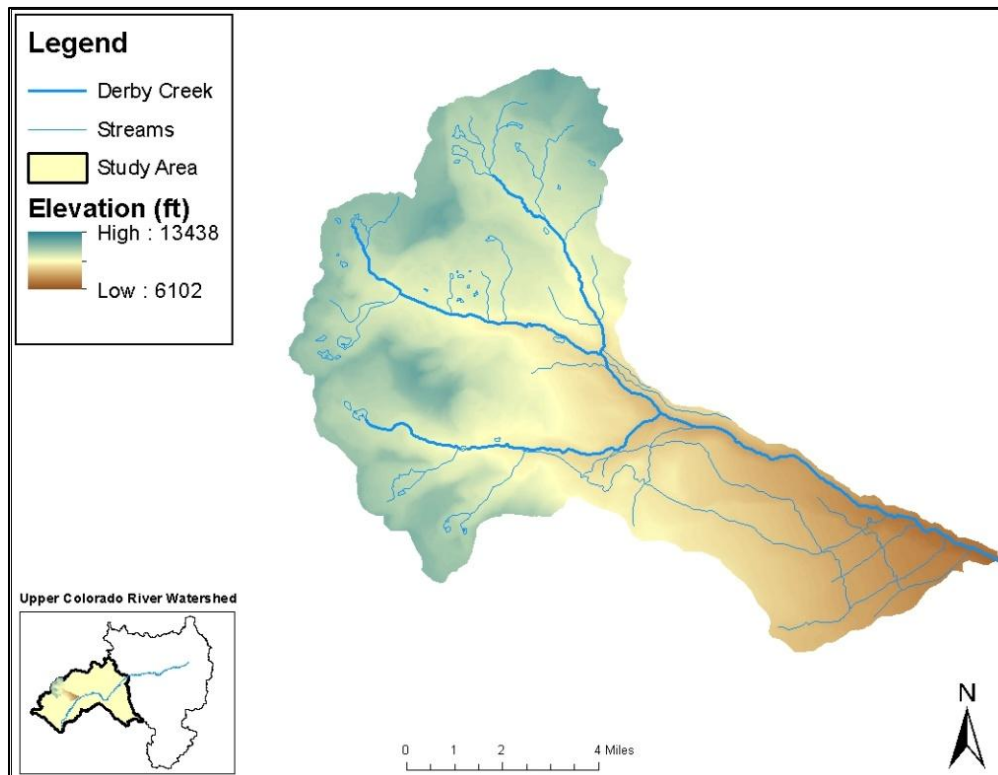 Legend
Derby Creek
Streams
Study Area
Elevation (ft)
High : 13438
Low : 6102
Upper Colorado River Watershed
N
0 1 2 4 Miles